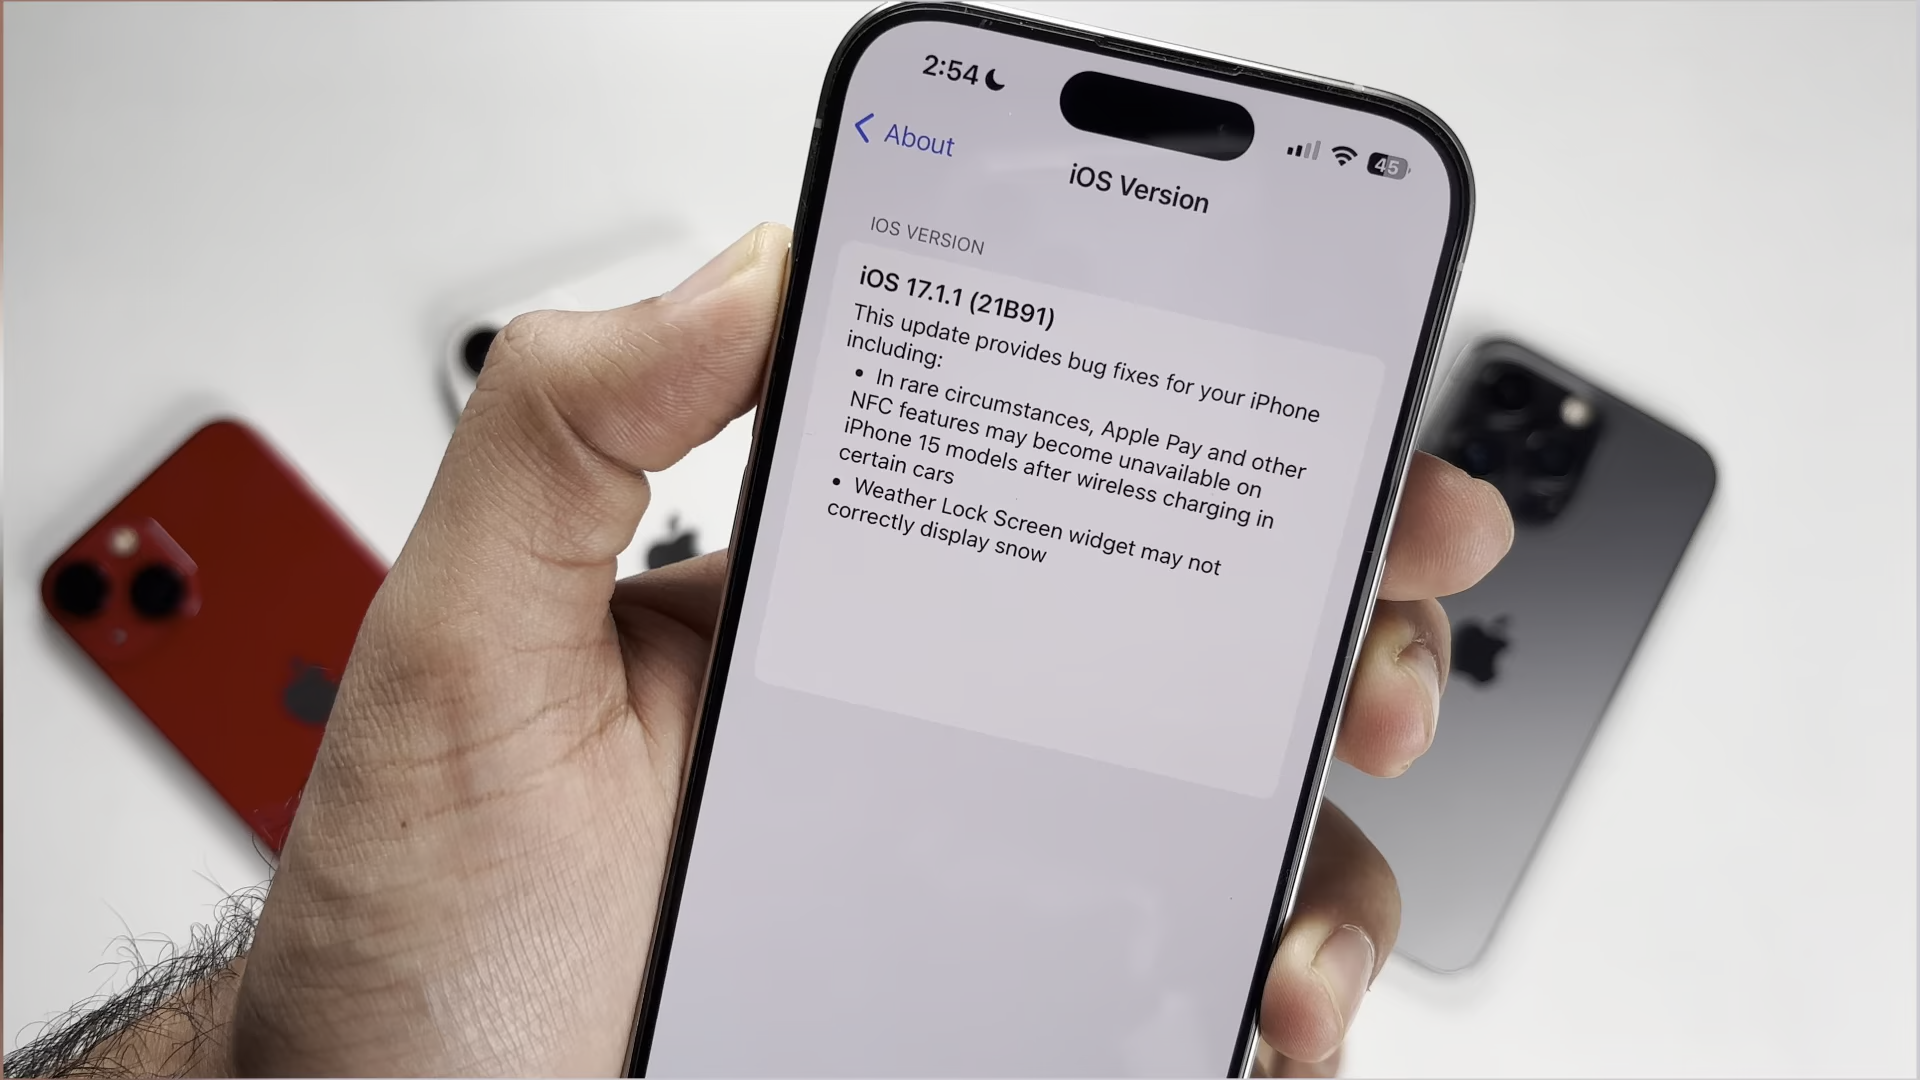 2:54
45
About
iOS Version
IOS VERSION
iOS 17.1.1 (21B91)
This update provides bug fixes for your iPhone
including:
• In rare circumstances, Apple Pay and other
NFC features may become unavailable on
iPhone 15 models after wireless charging in
certain cars
• Weather Lock Screen widget may not
correctly display snow